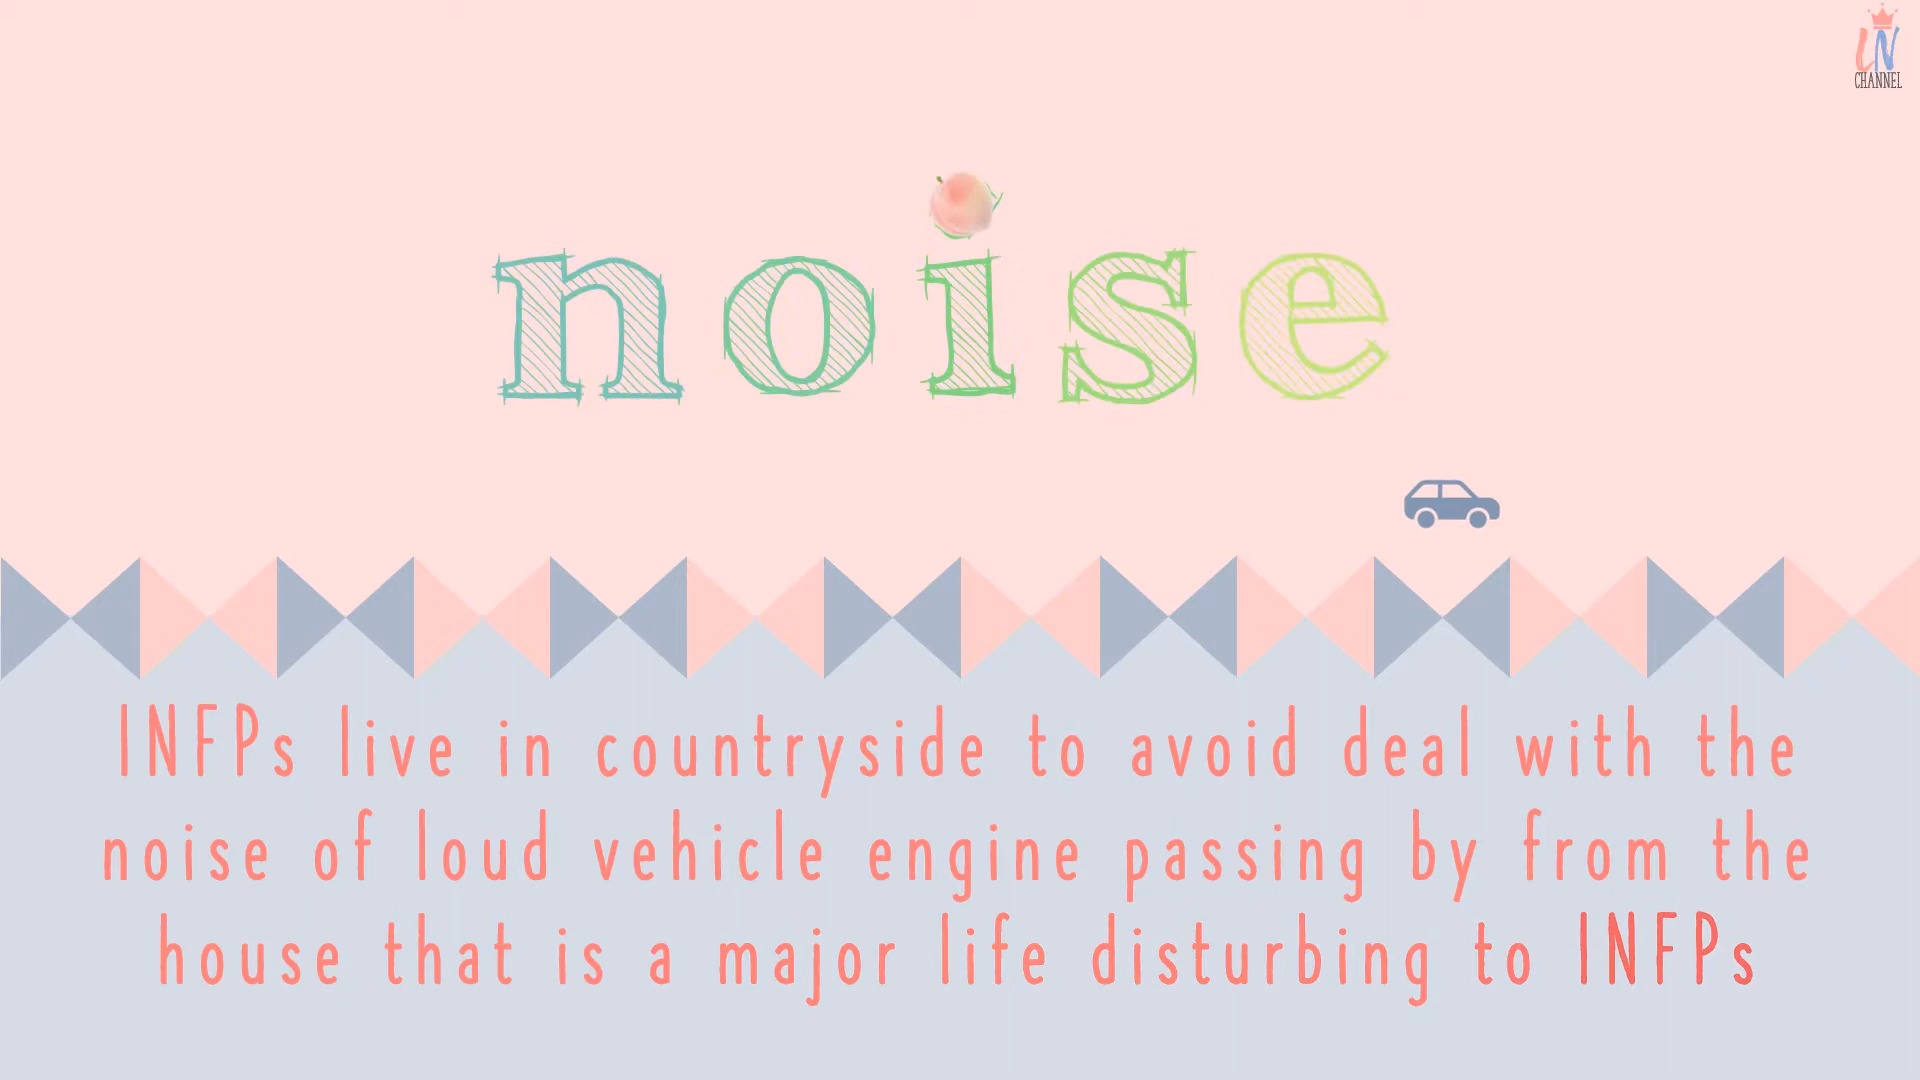 LN
CHANNEL
noise
INFPs live in countryside to avoid deal with the
noise of loud vehicle engine passing by from the
house that is a major life disturbing to INFPs